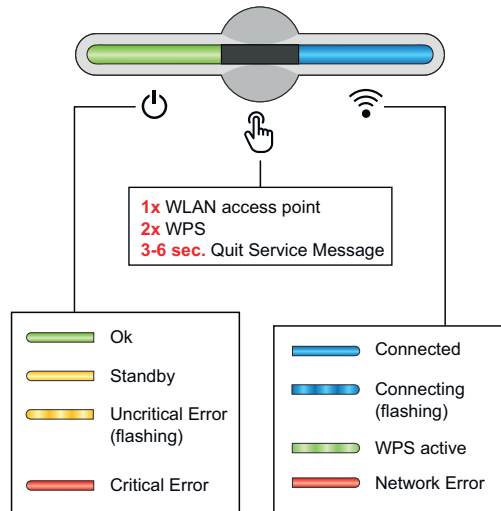 1x WLAN access point
2x WPS
3-6 sec. Quit Service Message
Ok
Standby
Uncritical Error
(flashing)
Critical Error
Connected
Connecting
(flashing)
WPS active
Network Error